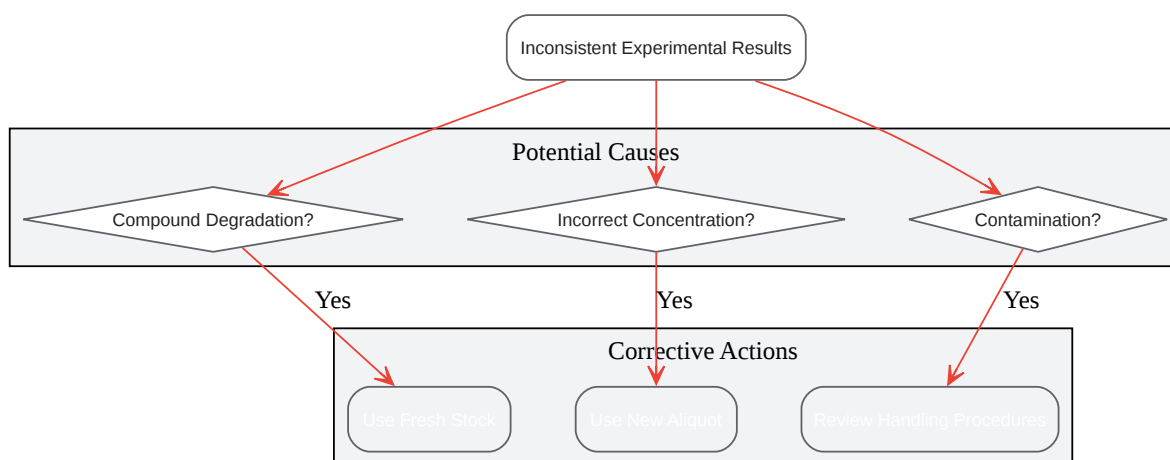 Inconsistent Experimental Results
Potential Causes
Compound Degradation?
Incorrect Concentration?
Contamination?
Yes
Yes
Yes
Corrective Actions
Use Fresh Stock
Use New Aliquot
Review Handling Procedures